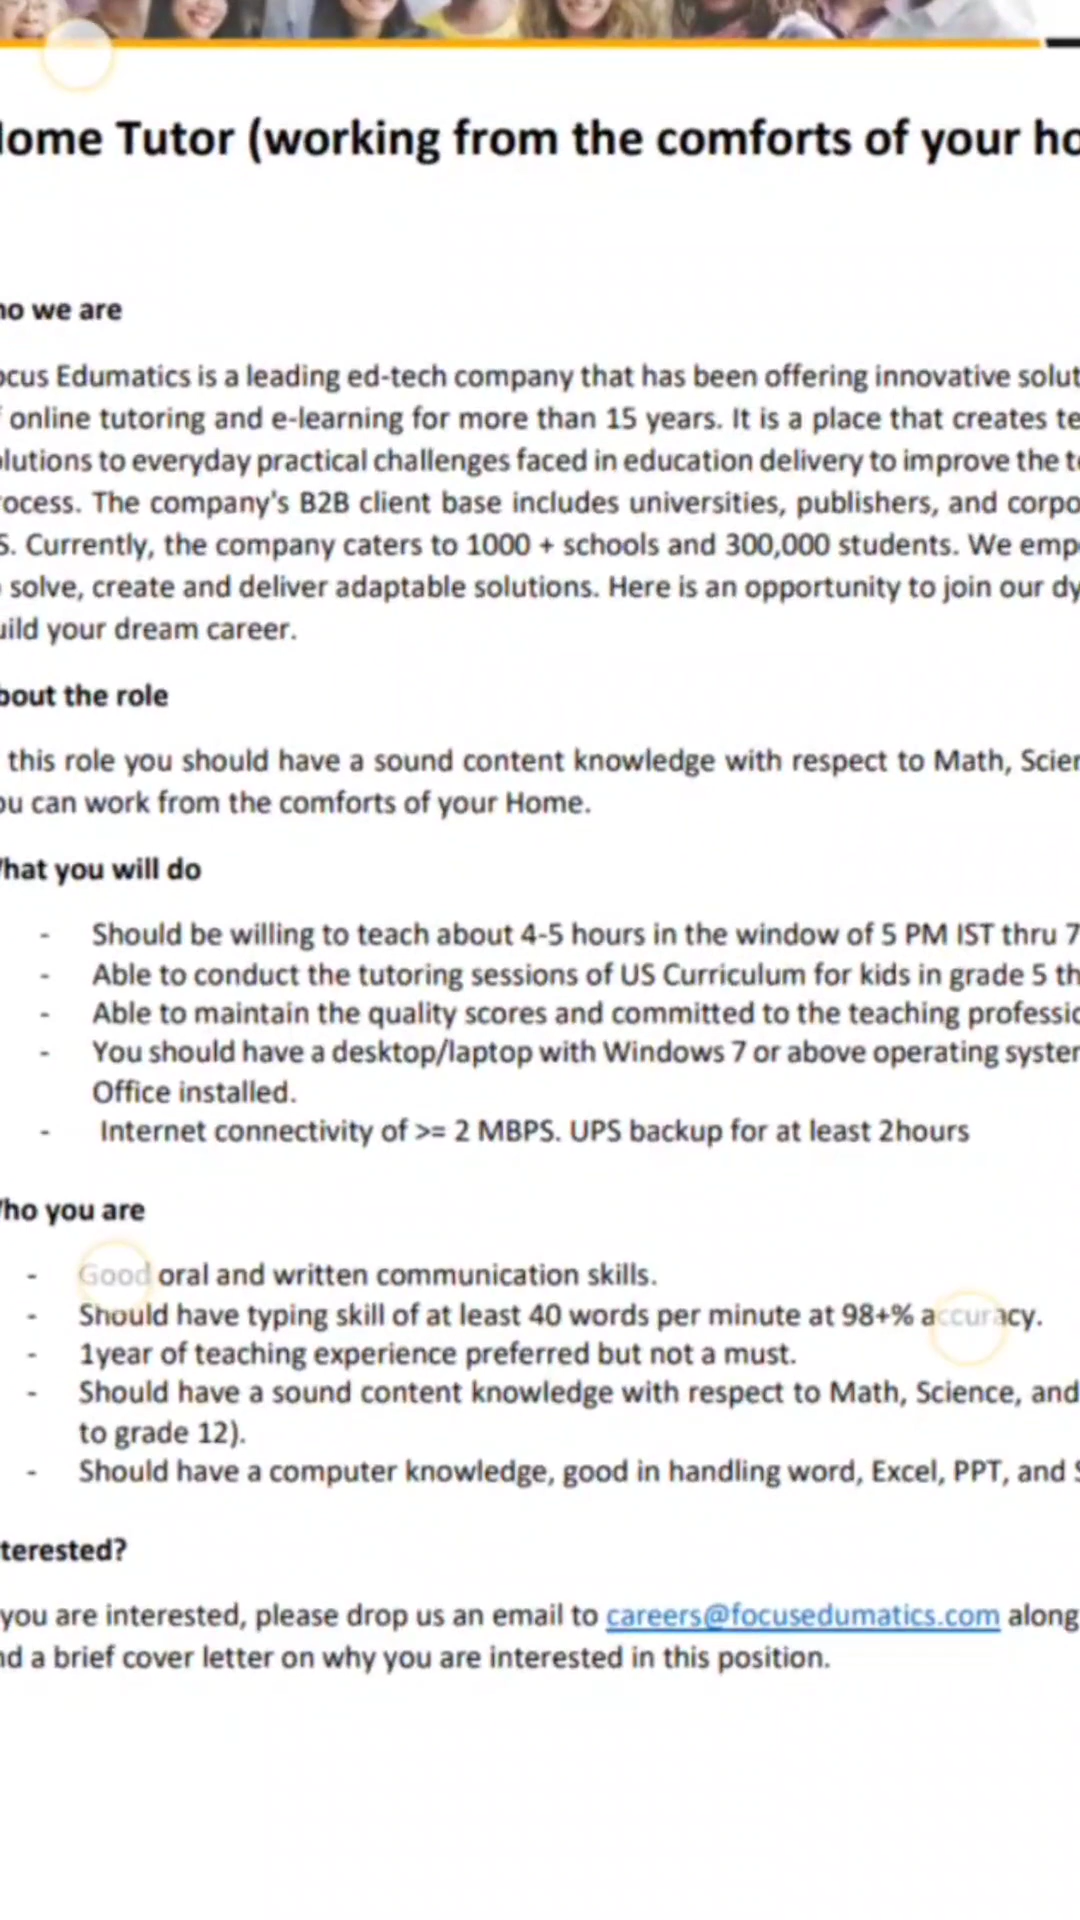 ome Tutor (working from the comforts of your ho
o we are
ocus Edumatics is a leading ed-tech company that has been offering innovative solut
online tutoring and e-learning for more than 15 years. It is a place that creates te
lutions to everyday practical challenges faced in education delivery to improve the t
ocess. The company's B2B client base includes universities, publishers, and corpo
S. Currently, the company caters to 1000 + schools and 300,000 students. We emp
solve, create and deliver adaptable solutions. Here is an opportunity to join our dy
uild your dream career.
bout the role
this role you should have a sound content knowledge with respect to Math, Scien
ou can work from the comforts of your Home.
hat you will do
- Should be willing to teach about 4-5 hours in the window of 5 PM IST thru 7
- Able to conduct the tutoring sessions of US Curriculum for kids in grade 5 th
- Able to maintain the quality scores and committed to the teaching professio
- You should have a desktop/laptop with Windows 7 or above operating system
Office installed.
- Internet connectivity of >= 2 MBPS. UPS backup for at least 2hours
ho you are
- Good oral and written communication skills.
- Should have typing skill of at least 40 words per minute at 98+% accuracy.
- 1year of teaching experience preferred but not a must.
- Should have a sound content knowledge with respect to Math, Science, and
to grade 12).
- Should have a computer knowledge, good in handling word, Excel, PPT, and S
terested?
you are interested, please drop us an email to careers@focusedumatics.com along
nd a brief cover letter on why you are interested in this position.